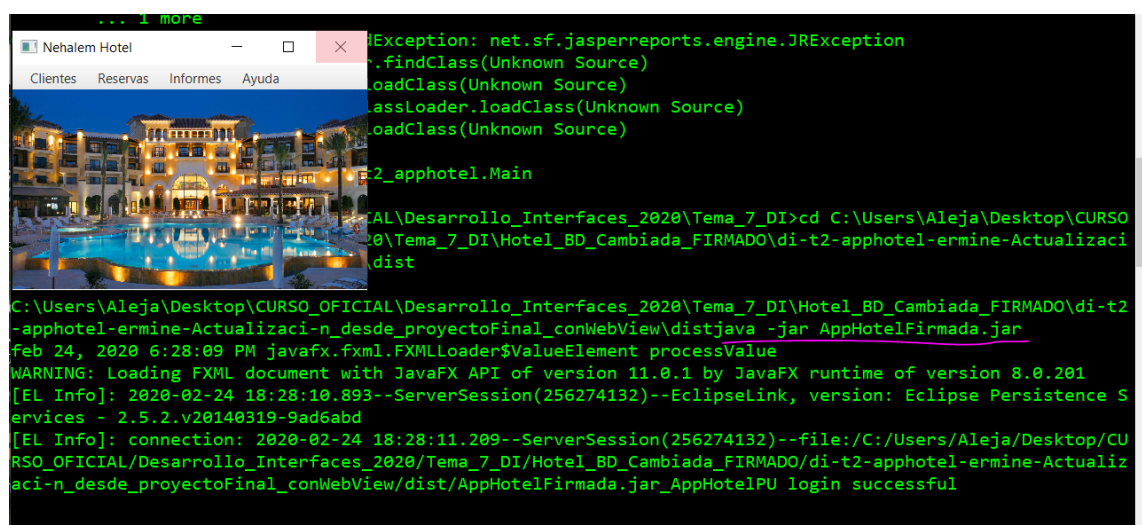 ... 1 more
Nehalem Hotel
Clientes Reservas Informes Ayuda
Exception: net.sf.jasperreports.engine.JRException
.findClass(Unknown Source)
loadClass(Unknown Source)
assLoader.loadClass(Unknown Source)
loadClass(Unknown Source)
t2_apphotel.Main
IAL\Desarrollo_Interfaces_2020\Tema_7_DI>cd C:\Users\Aleja\Desktop\CURSO
20\Tema_7_DI\Hotel_BD_Cambiada_FIRMADO\di-t2-apphotel-ermine-Actualizaci
\dist
C:\Users\Aleja\Desktop\CURSO_OFICIAL\Desarrollo_Interfaces_2020\Tema_7_DI\Hotel_BD_Cambiada_FIRMADO\di-t2
-apphotel-ermine-Actualizaci-n_desde_proyectoFinal_conWebView\distjava -jar AppHotelFirmada.jar
feb 24, 2020 6:28:09 PM javafx.fxml.FXMLLoader$ValueElement processValue
WARNING: Loading FXML document with JavaFX API of version 11.0.1 by JavaFX runtime of version 8.0.201
[EL Info]: 2020-02-24 18:28:10.893--ServerSession(256274132)--EclipseLink, version: Eclipse Persistence S
ervices - 2.5.2.v20140319-9ad6abd
[EL Info]: connection: 2020-02-24 18:28:11.209--ServerSession(256274132)--file:/C:/Users/Aleja/Desktop/CU
RSO_OFICIAL/Desarrollo_Interfaces_2020/Tema_7_DI/Hotel_BD_Cambiada_FIRMADO/di-t2-apphotel-ermine-Actualiz
aci-n_desde_proyectoFinal_conWebView/dist/AppHotelFirmada.jar_AppHotelPU login successful